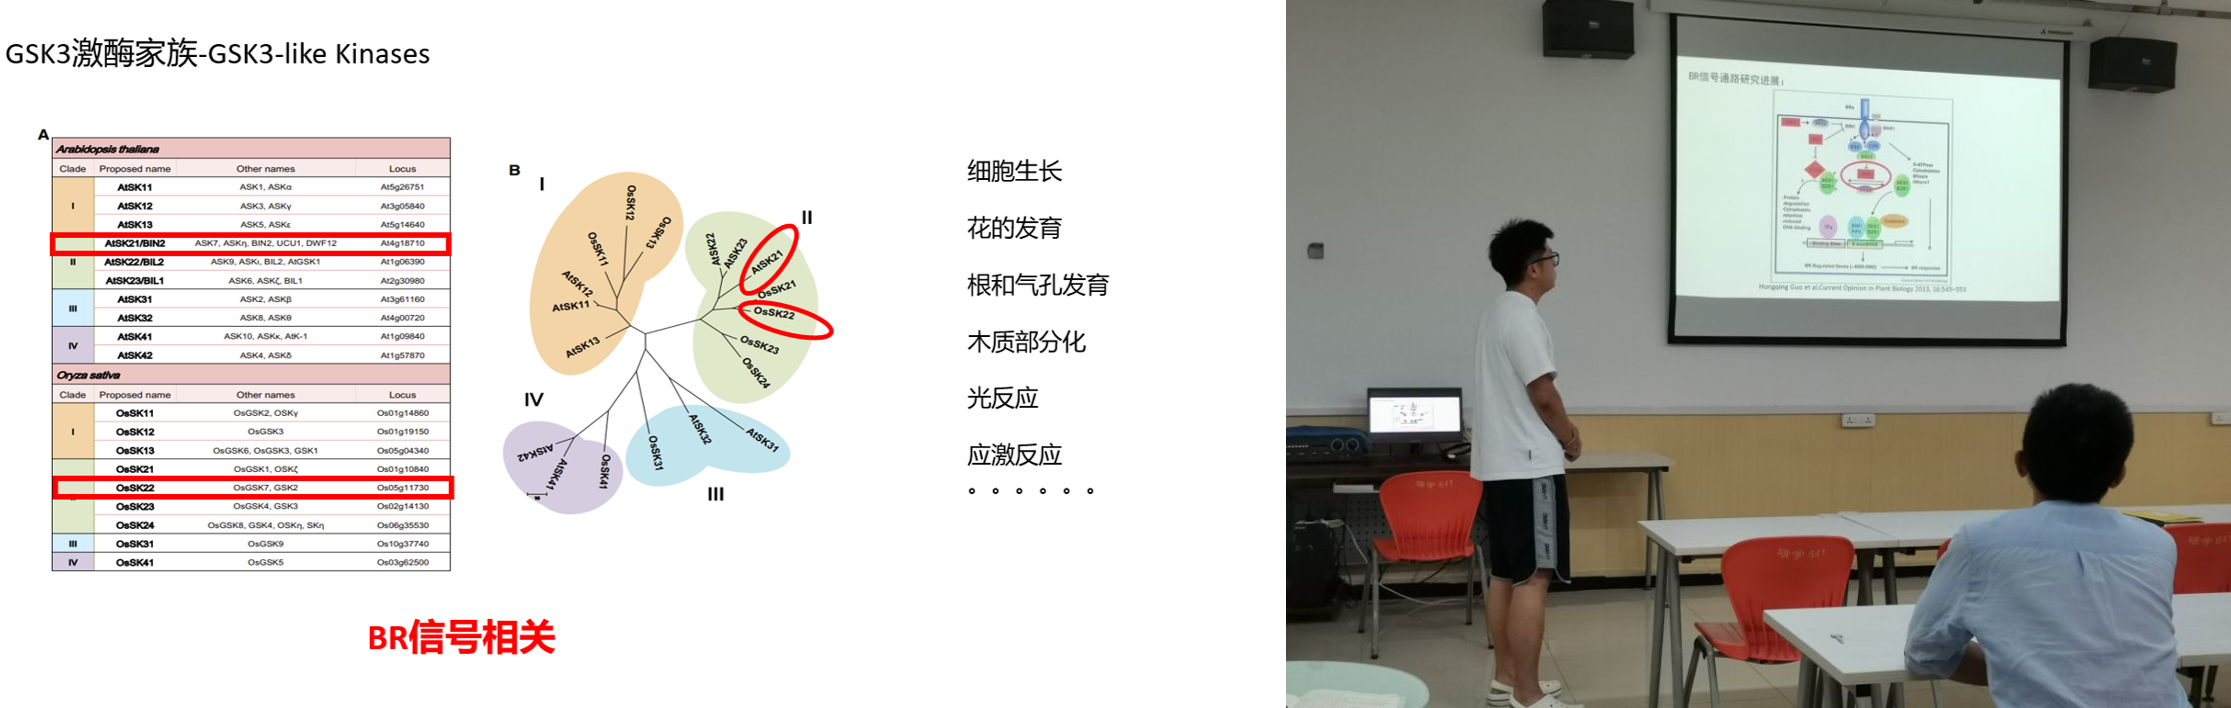 GSK3激酶家族-GSK3-like Kinases
A
Arabidopsis thaliana
Clade Proposed name Other names Locus
I
AtSK11 ASK1, ASKα At5g26751
AtSK12 ASK3, ASKγ At3g05840
AtSK13 ASK5, ASKε At5g14640
AtSK21/BIN2 ASK7, ASKη, BIN2, UCU1, DWF12 At4g18710
II AtSK22/BIL2 ASK9, ASKι, BIL2, AtGSK1 At1g06390
AtSK23/BIL1 ASK6, ASKζ, BIL1 At2g30980
III
AtSK31 ASK2, ASKβ At3g61160
AtSK32 ASK8, ASKθ At4g00720
IV
AtSK41 ASK10, ASKκ, AtK-1 At1g09840
AtSK42 ASK4, ASKδ At1g57870
Oryza sativa
Clade Proposed name Other names Locus
I
OsSK11 OsGSK2, OSKγ Os01g14860
OsSK12 OsGSK3 Os01g19150
OsSK13 OsGSK6, OsGSK3, GSK1 Os05g04340
OsSK21 OsGSK1, OSKζ Os01g10840
OsSK22 OsGSK7, GSK2 Os05g11730
OsSK23 OsGSK4, GSK3 Os02g14130
OsSK24 OsGSK8, GSK4, OSKη, SKη Os06g35530
III OsSK31 OsGSK9 Os10g37740
IV OsSK41 OsGSK5 Os03g62500
B
I
OsSK12
OsSK13
OsSK11
AtSK12
AtSK11
AtSK13
II
AtSK22
AtSK23
AtSK21
OsSK21
OsSK22
OsSK23
OsSK24
IV
AtSK42
AtSK41
OsSK41
OsSK31
AtSK32
AtSK31
III
细胞生长
花的发育
根和气孔发育
木质部分化
光反应
应激反应
。。。。。。
BR信号相关
BR信号通路研究进展：
BRs
Hongqing Guo et al.Current Opinion in Plant Biology 2013, 16:545–553